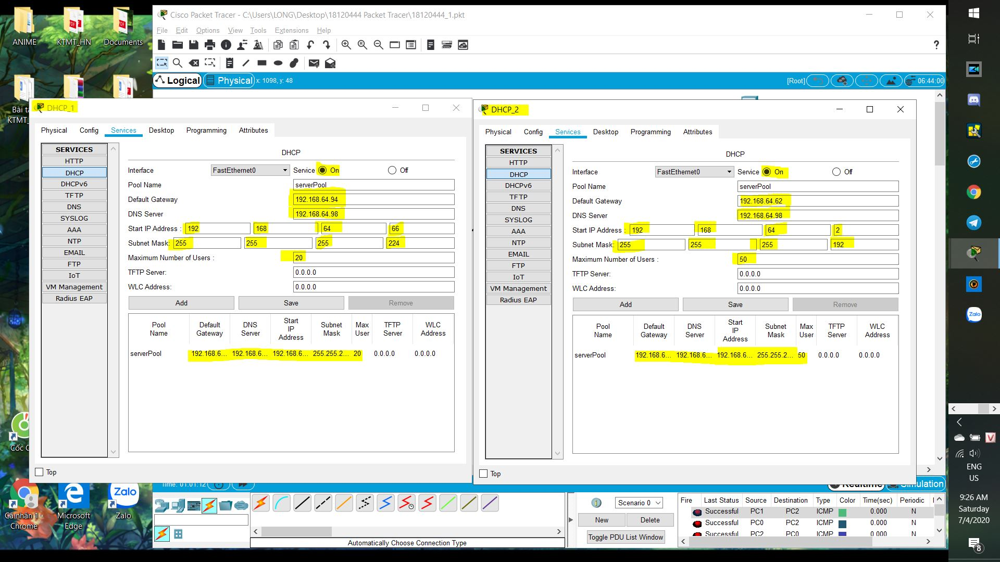 ANIME
KTMT_HN
Documents
Cisco Packet Tracer - C:\Users\LONG\Desktop\18120444 Packet Tracer\18120444_1.pkt
File Edit Options View Tools Extensions Help
Logical Physical x: 1098, y: 48
[Root] 06:44:00
Bài tậ
KTMT_
DHCP_1
Physical Config Services Desktop Programming Attributes
SERVICES
HTTP
DHCP
DHCPv6
TFTP
DNS
SYSLOG
AAA
NTP
EMAIL
FTP
IoT
VM Management
Radius EAP
DHCP
Interface FastEthernet0 Service On Off
Pool Name serverPool
Default Gateway 192.168.64.94
DNS Server 192.168.64.98
Start IP Address : 192 168 64 66
Subnet Mask: 255 255 255 224
Maximum Number of Users : 20
TFTP Server: 0.0.0.0
WLC Address: 0.0.0.0
Add Save Remove
Pool Name Default Gateway DNS Server Start IP Address Subnet Mask Max User TFTP Server WLC Address
serverPool 192.168.6... 192.168.6... 192.168.6... 255.255.2... 20 0.0.0.0 0.0.0.0
Top
DHCP_2
Physical Config Services Desktop Programming Attributes
SERVICES
HTTP
DHCP
DHCPv6
TFTP
DNS
SYSLOG
AAA
NTP
EMAIL
FTP
IoT
VM Management
Radius EAP
DHCP
Interface FastEthernet0 Service On Off
Pool Name serverPool
Default Gateway 192.168.64.62
DNS Server 192.168.64.98
Start IP Address : 192 168 64 2
Subnet Mask: 255 255 255 192
Maximum Number of Users : 50
TFTP Server: 0.0.0.0
WLC Address: 0.0.0.0
Add Save Remove
Pool Name Default Gateway DNS Server Start IP Address Subnet Mask Max User TFTP Server WLC Address
serverPool 192.168.6... 192.168.6... 192.168.6... 255.255.2... 50 0.0.0.0 0.0.0.0
Top
Cốc C
Time: 01:01:12
Realtime Simulation
Zalo
Cá nhân 1 - Chrome
Microsoft Edge
Zalo
Automatically Choose Connection Type
Scenario 0
New Delete
Toggle PDU List Window
Fire Last Status Source Destination Type Color Time(sec) Periodic
Successful PC1 PC2 ICMP 0.000 N
Successful PC0 PC2 ICMP 0.000 N
Successful PC2 PC0 ICMP 0.000 N
Zalo
ENG
US
9:26 AM
Saturday
7/4/2020
8